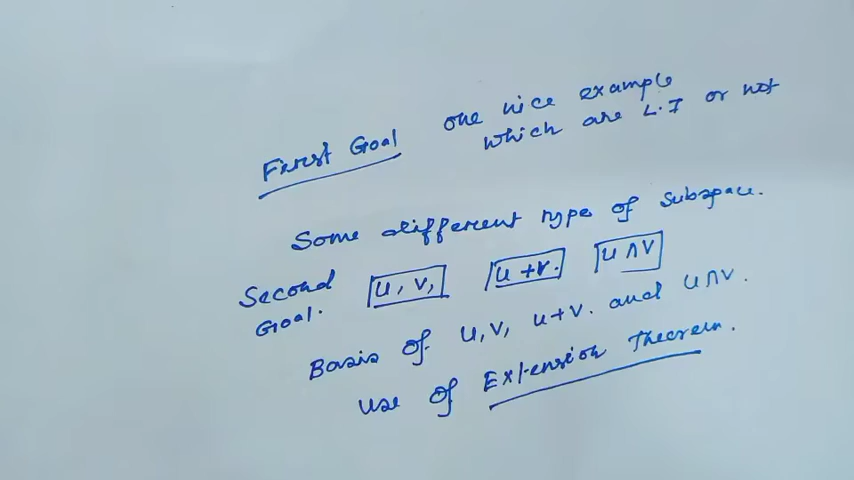 First Goal one nice example
which are L.I or not
Some different type of subspace.
Second Goal. U, V, U + V. U ∩ V
Basis of U, V, U + V. and U ∩ V.
Use of Extension Theorem.